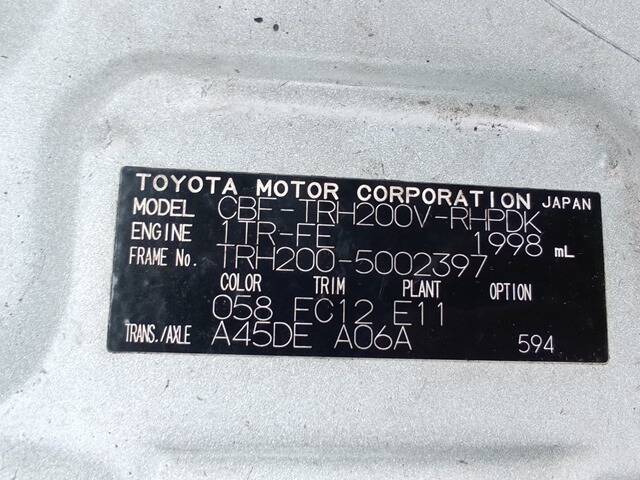 TOYOTA MOTOR CORPORATION JAPAN
MODEL CBF-TRH200V-RHPDK
ENGINE 1TR-FE 1998 mL
FRAME No. TRH200-5002397
COLOR TRIM PLANT OPTION
058 FC12 E11
TRANS./AXLE A45DE A06A 594